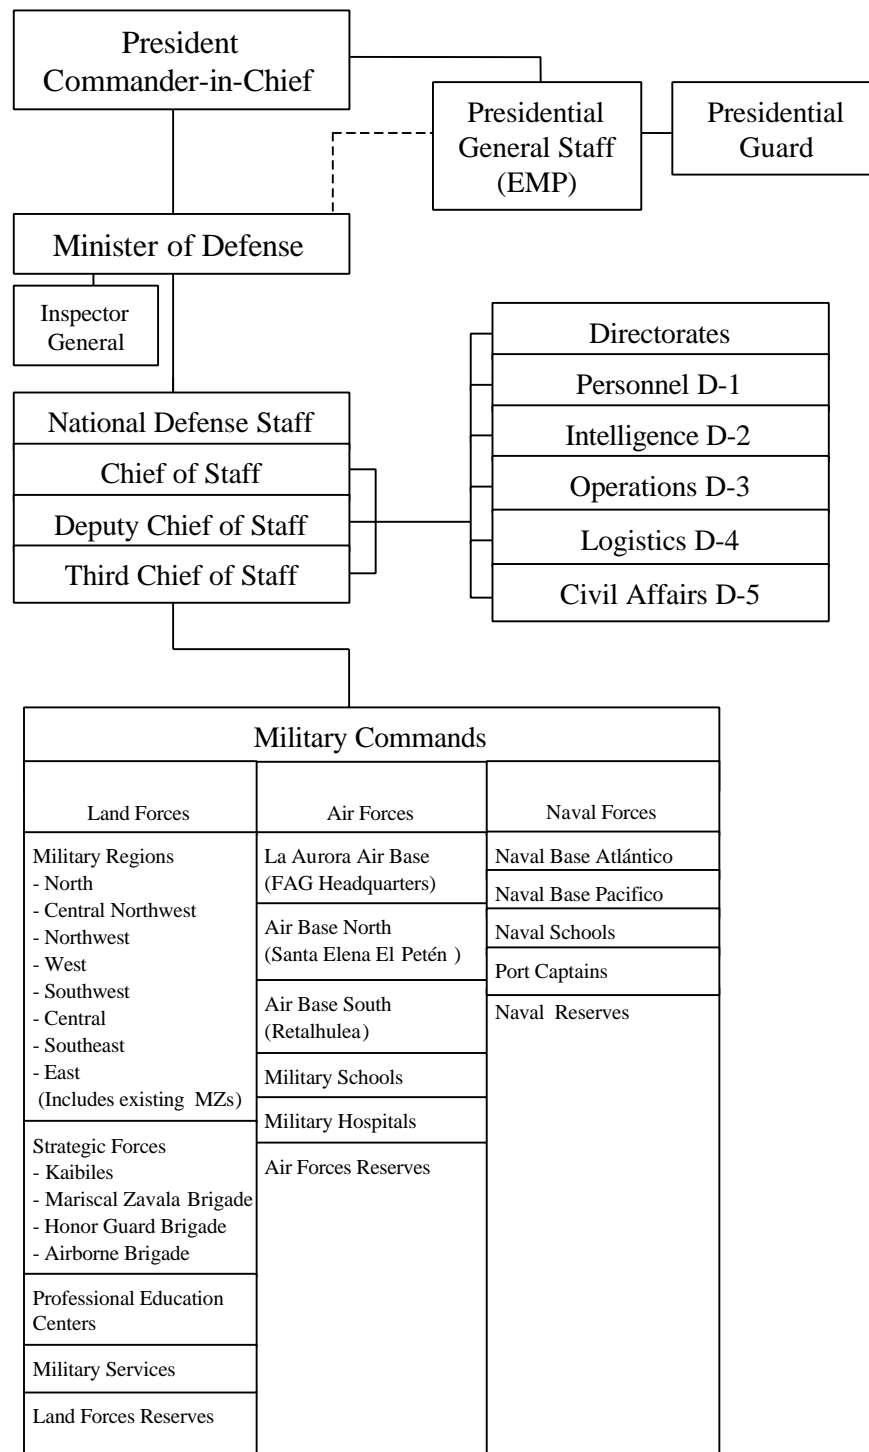 President
Commander-in-Chief
Presidential
General Staff
(EMP)
Presidential
Guard
Minister of Defense
Inspector
General
Directorates
Personnel D-1
Intelligence D-2
Operations D-3
Logistics D-4
Civil Affairs D-5
National Defense Staff
Chief of Staff
Deputy Chief of Staff
Third Chief of Staff
Military Commands
Land Forces
Military Regions
- North
- Central Northwest
- Northwest
- West
- Southwest
- Central
- Southeast
- East
(Includes existing MZs)
Strategic Forces
- Kaibiles
- Mariscal Zavala Brigade
- Honor Guard Brigade
- Airborne Brigade
Professional Education
Centers
Military Services
Land Forces Reserves
Air Forces
La Aurora Air Base
(FAG Headquarters)
Air Base North
(Santa Elena El Petén )
Air Base South
(Retalhulea)
Military Schools
Military Hospitals
Air Forces Reserves
Naval Forces
Naval Base Atlántico
Naval Base Pacifico
Naval Schools
Port Captains
Naval Reserves